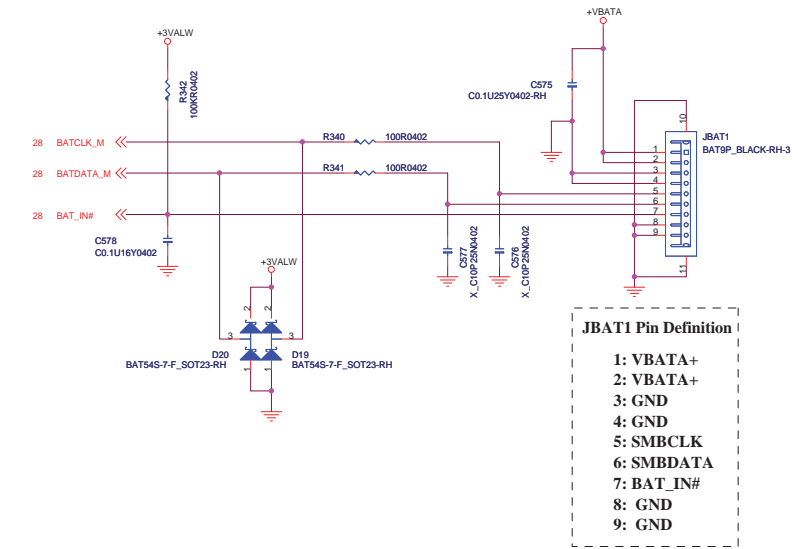 +VBATA
+3VALW
R342
100KR0402
C575
C0.1U25Y0402-RH
10
JBAT1
BAT9P_BLACK-RH-3
28 BATCLK_M
R340 100R0402
28 BATDATA_M
R341 100R0402
28 BAT_IN#
1
2
3
4
5
6
7
8
9
11
C578
C0.1U16Y0402
C577
X_C10P25N0402
C576
X_C10P25N0402
+3VALW
2
2
3
3
D20
BAT54S-7-F_SOT23-RH
D19
BAT54S-7-F_SOT23-RH
1
1
JBAT1 Pin Definition
1: VBATA+
2: VBATA+
3: GND
4: GND
5: SMBCLK
6: SMBDATA
7: BAT_IN#
8: GND
9: GND